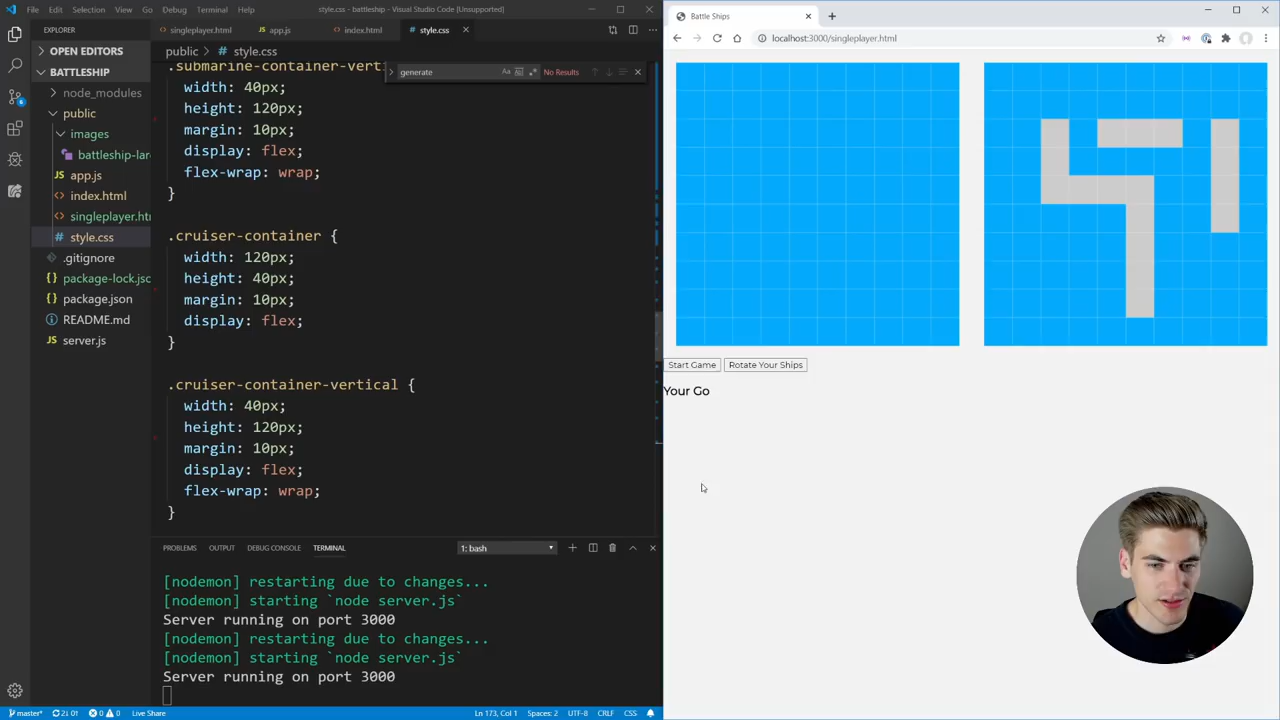 File Edit Selection View Go Debug Terminal Help
style.css - battleship - Visual Studio Code [Unsupported]
EXPLORER
OPEN EDITORS
BATTLESHIP
node_modules
public
images
battleship-lar
app.js
index.html
singleplayer.htr
style.css
.gitignore
package-lock.jsc
package.json
README.md
server.js
singleplayer.html
app.js
index.html
style.css
public > style.css
generate
No Results
.submarine-container-verti
width: 40px;
height: 120px;
margin: 10px;
display: flex;
flex-wrap: wrap;
}
.cruiser-container {
width: 120px;
height: 40px;
margin: 10px;
display: flex;
}
.cruiser-container-vertical {
width: 40px;
height: 120px;
margin: 10px;
display: flex;
flex-wrap: wrap;
}
PROBLEMS OUTPUT DEBUG CONSOLE TERMINAL
1: bash
[nodemon] restarting due to changes...
[nodemon] starting `node server.js`
Server running on port 3000
[nodemon] restarting due to changes...
[nodemon] starting `node server.js`
Server running on port 3000
master*
Live Share
Ln 173, Col 1
Spaces: 2
UTF-8
CRLF
CSS
Battle Ships
localhost:3000/singleplayer.html
Start Game
Rotate Your Ships
Your Go